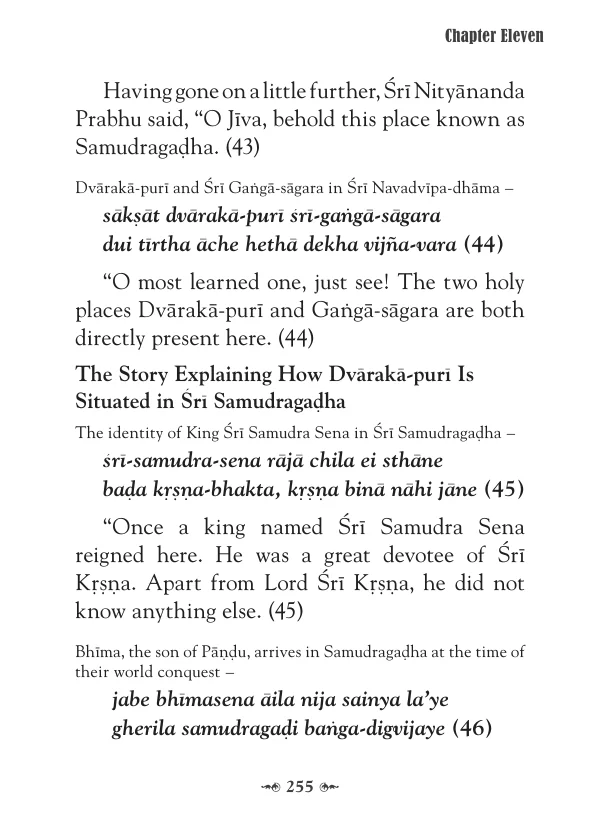 Chapter Eleven
Having gone on a little further, Śrī Nityānanda
Prabhu said, “O Jīva, behold this place known as
Samudragaḍha. (43)
Dvārakā-purī and Śrī Gaṅgā-sāgara in Śrī Navadvīpa-dhāma –
sākṣāt dvārakā-purī śrī-gaṅgā-sāgara
dui tīrtha āche hethā dekha vijña-vara (44)
“O most learned one, just see! The two holy
places Dvārakā-purī and Gaṅgā-sāgara are both
directly present here. (44)
The Story Explaining How Dvārakā-purī Is
Situated in Śrī Samudragaḍha
The identity of King Śrī Samudra Sena in Śrī Samudragaḍha –
śrī-samudra-sena rājā chila ei sthāne
baḍa kṛṣṇa-bhakta, kṛṣṇa binā nāhi jāne (45)
“Once a king named Śrī Samudra Sena
reigned here. He was a great devotee of Śrī
Kṛṣṇa. Apart from Lord Śrī Kṛṣṇa, he did not
know anything else. (45)
Bhīma, the son of Pāṇḍu, arrives in Samudragaḍha at the time of
their world conquest –
jabe bhīmasena āila nija sainya la’ye
gherila samudragaḍi baṅga-digvijaye (46)
255